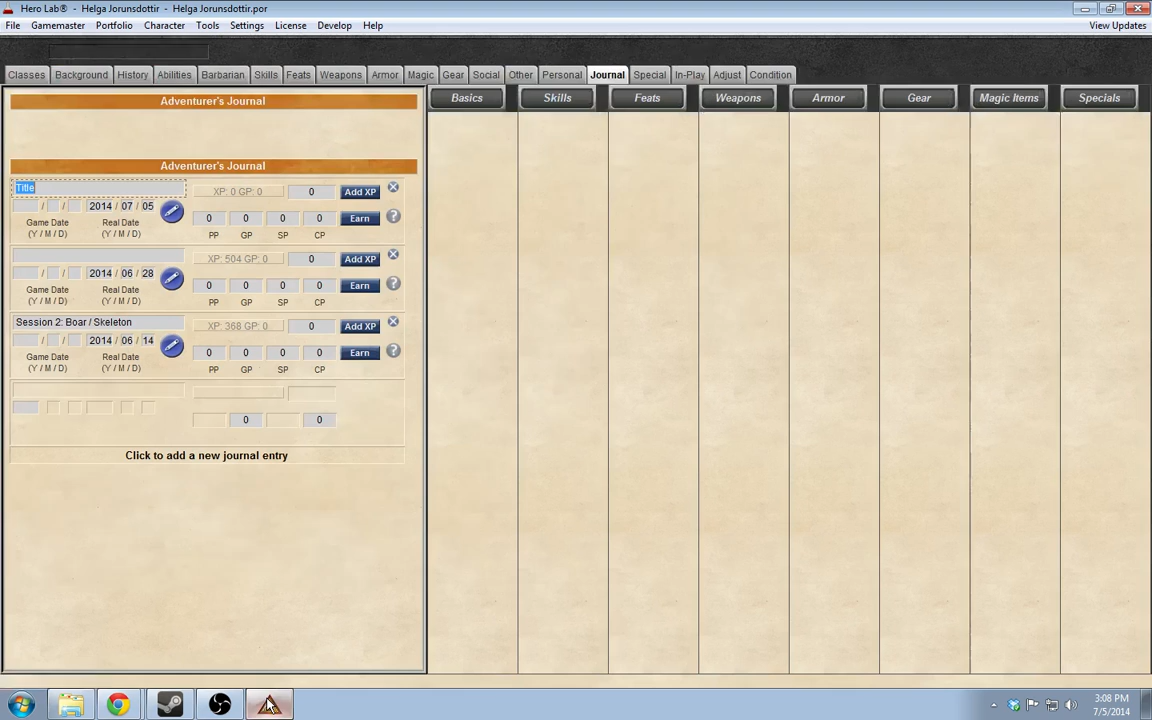 Hero Lab® - Helga Jorunsdottir - Helga Jorunsdottir.por
File Gamemaster Portfolio Character Tools Settings License Develop Help View Updates
Classes Background History Abilities Barbarian Skills Feats Weapons Armor Magic Gear Social Other Personal Journal Special In-Play Adjust Condition
Adventurer's Journal
Basics Skills Feats Weapons Armor Gear Magic Items Specials
Adventurer's Journal
Title XP: 0 GP: 0 0 Add XP
/ / 2014 / 07 / 05 0 0 0 0 Earn ?
Game Date Real Date PP GP SP CP
(Y / M / D) (Y / M / D)
XP: 504 GP: 0 0 Add XP
/ / 2014 / 06 / 28 0 0 0 0 Earn ?
Game Date Real Date PP GP SP CP
(Y / M / D) (Y / M / D)
Session 2: Boar / Skeleton XP: 368 GP: 0 0 Add XP
/ / 2014 / 06 / 14 0 0 0 0 Earn ?
Game Date Real Date PP GP SP CP
(Y / M / D) (Y / M / D)
0 0
Click to add a new journal entry
3:08 PM
7/5/2014